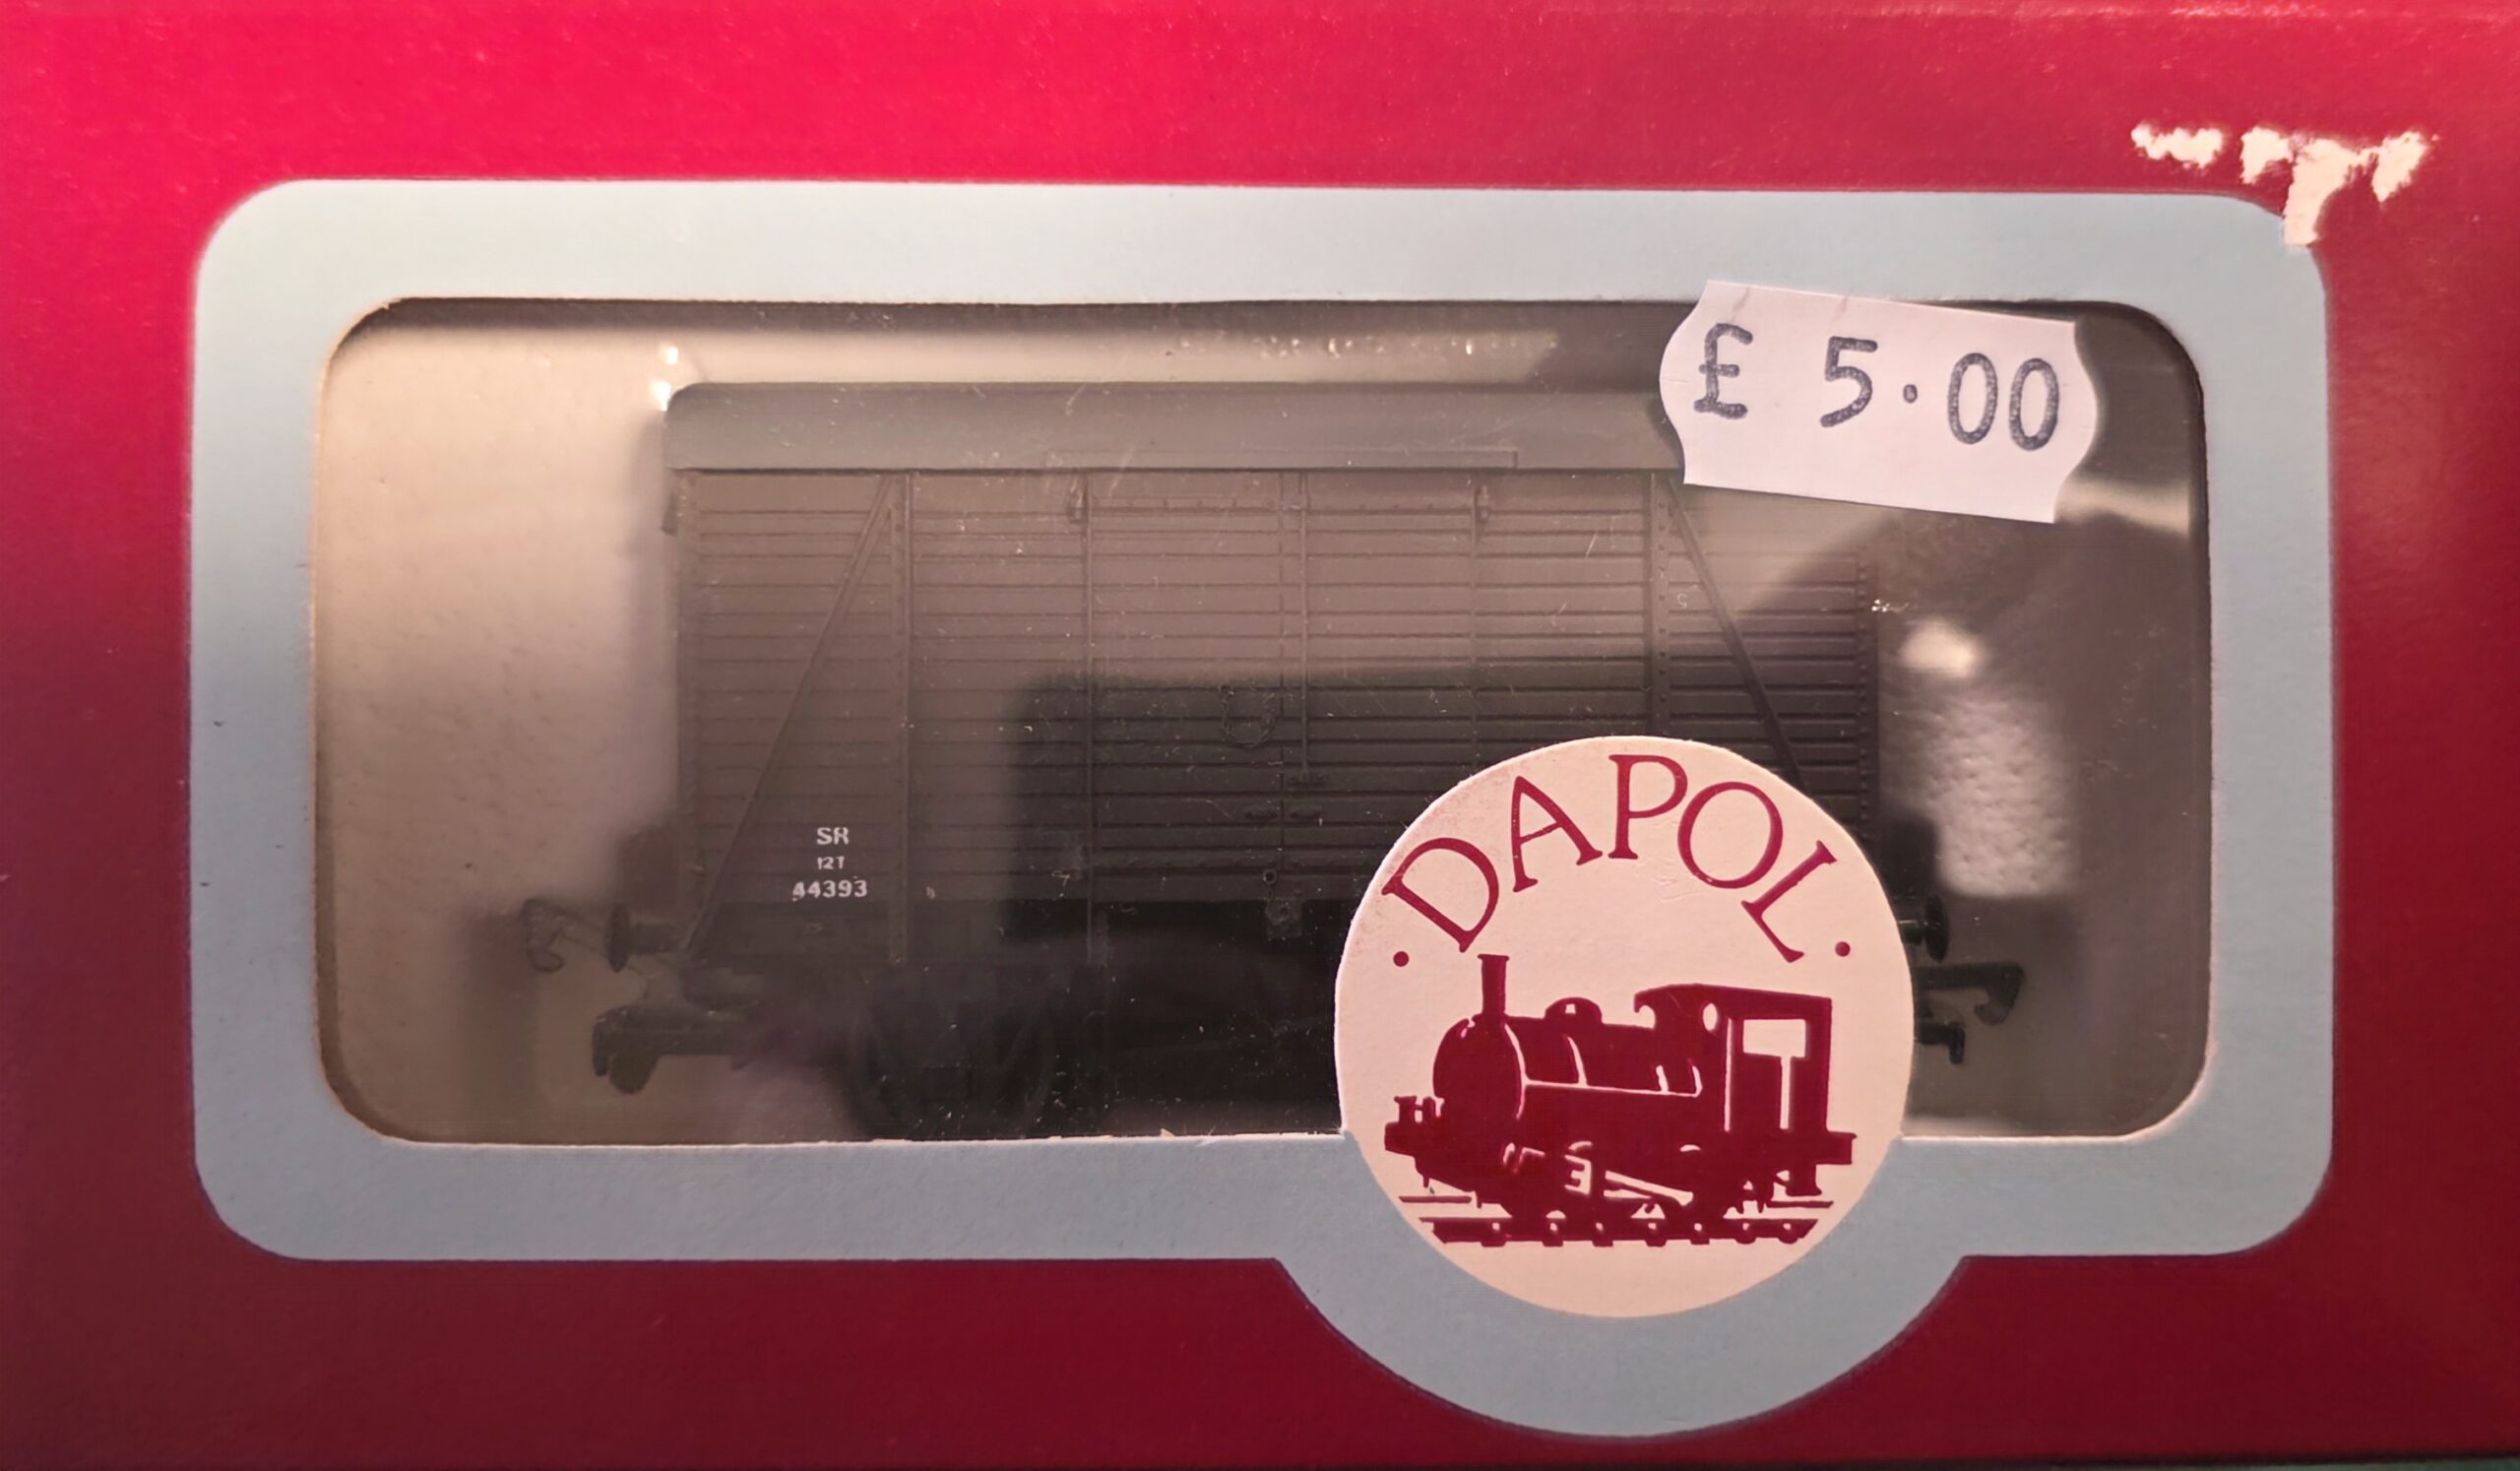 £ 5.00
SR
12T
44393
·DAPOL·